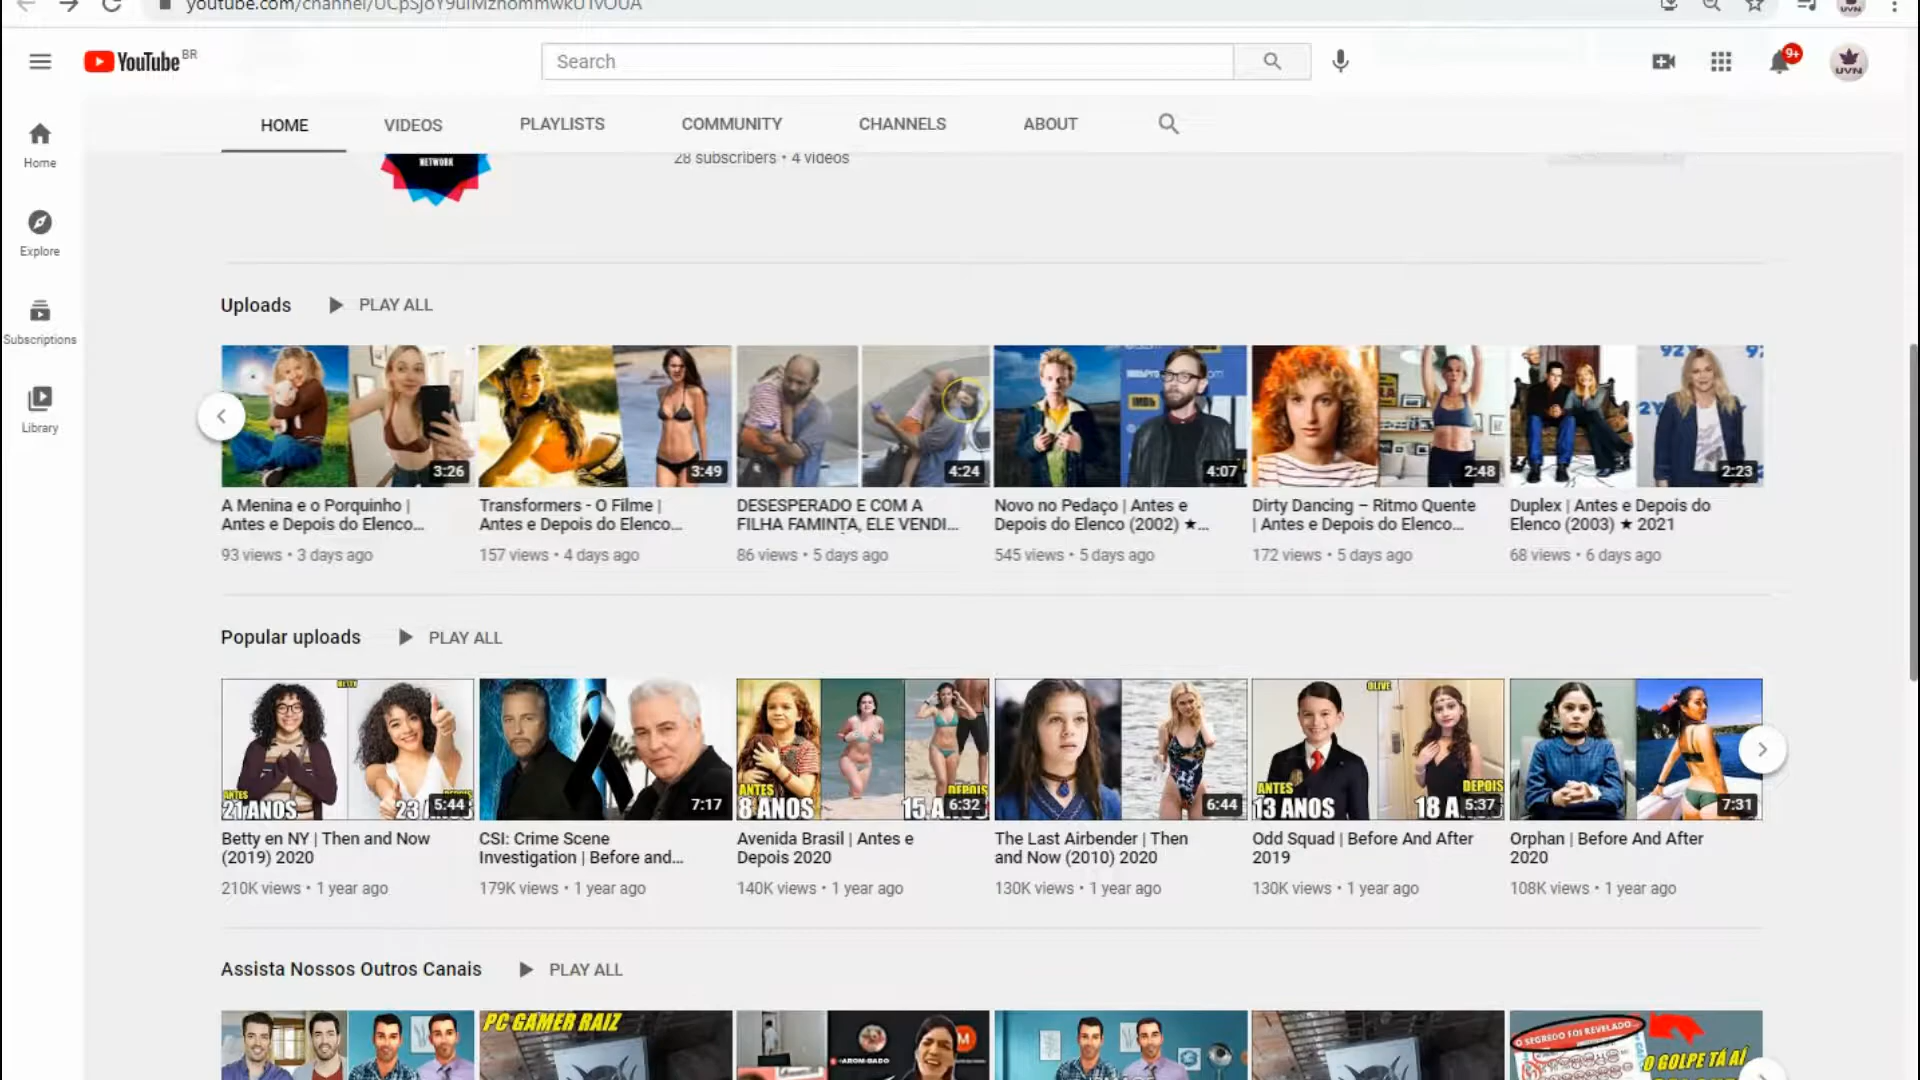 YouTube BR
Search
9+
UVN
HOME
VIDEOS
PLAYLISTS
COMMUNITY
CHANNELS
ABOUT
Home
Explore
Subscriptions
Library
NETWORK
28 subscribers • 4 videos
Uploads
PLAY ALL
3:26
3:49
4:24
4:07
2:48
2:23
A Menina e o Porquinho |
Antes e Depois do Elenco...
93 views • 3 days ago
Transformers - O Filme |
Antes e Depois do Elenco...
157 views • 4 days ago
DESESPERADO E COM A
FILHA FAMINTA, ELE VENDI...
86 views • 5 days ago
Novo no Pedaço | Antes e
Depois do Elenco (2002) ★...
545 views • 5 days ago
Dirty Dancing – Ritmo Quente
| Antes e Depois do Elenco...
172 views • 5 days ago
Duplex | Antes e Depois do
Elenco (2003) ★ 2021
68 views • 6 days ago
Popular uploads
PLAY ALL
BETTY
ANTES
21 ANOS
23
5:44
7:17
ANTES
8 ANOS
DEPOIS
15 A
6:32
6:44
OLIVE
ANTES
13 ANOS
DEPOIS
18 A
5:37
7:31
Betty en NY | Then and Now
(2019) 2020
210K views • 1 year ago
CSI: Crime Scene
Investigation | Before and...
179K views • 1 year ago
Avenida Brasil | Antes e
Depois 2020
140K views • 1 year ago
The Last Airbender | Then
and Now (2010) 2020
130K views • 1 year ago
Odd Squad | Before And After
2019
130K views • 1 year ago
Orphan | Before And After
2020
108K views • 1 year ago
Assista Nossos Outros Canais
PLAY ALL
PC GAMER RAIZ
O SEGREDO FOI REVELADO...
O GOLPE TÁ AÍ